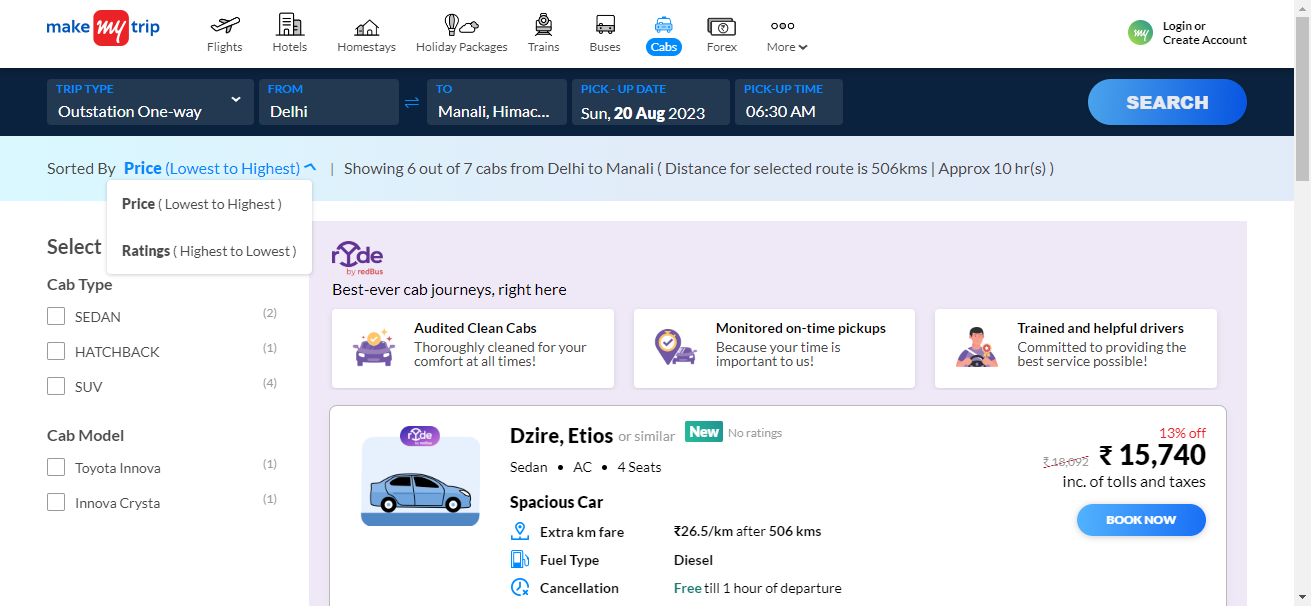 make my trip
Flights
Hotels
Homestays
Holiday Packages
Trains
Buses
Cabs
Forex
More
my
Login or
Create Account
TRIP TYPE
Outstation One-way
FROM
Delhi
TO
Manali, Himac...
PICK - UP DATE
Sun, 20 Aug 2023
PICK-UP TIME
06:30 AM
SEARCH
Sorted By Price (Lowest to Highest) | Showing 6 out of 7 cabs from Delhi to Manali ( Distance for selected route is 506kms | Approx 10 hr(s) )
Price ( Lowest to Highest )
Ratings ( Highest to Lowest )
Select
Cab Type
SEDAN (2)
HATCHBACK (1)
SUV (4)
Cab Model
Toyota Innova (1)
Innova Crysta (1)
rYde
by redBus
Best-ever cab journeys, right here
Audited Clean Cabs
Thoroughly cleaned for your
comfort at all times!
Monitored on-time pickups
Because your time is
important to us!
Trained and helpful drivers
Committed to providing the
best service possible!
rYde
by redBus
Dzire, Etios or similar New No ratings
Sedan • AC • 4 Seats
Spacious Car
Extra km fare ₹26.5/km after 506 kms
Fuel Type Diesel
Cancellation Free till 1 hour of departure
13% off
₹ 18,092 ₹ 15,740
inc. of tolls and taxes
BOOK NOW